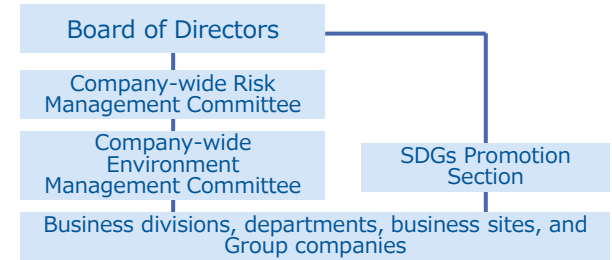 Board of Directors
Company-wide Risk
Management Committee
Company-wide
Environment
Management Committee
SDGs Promotion
Section
Business divisions, departments, business sites, and
Group companies